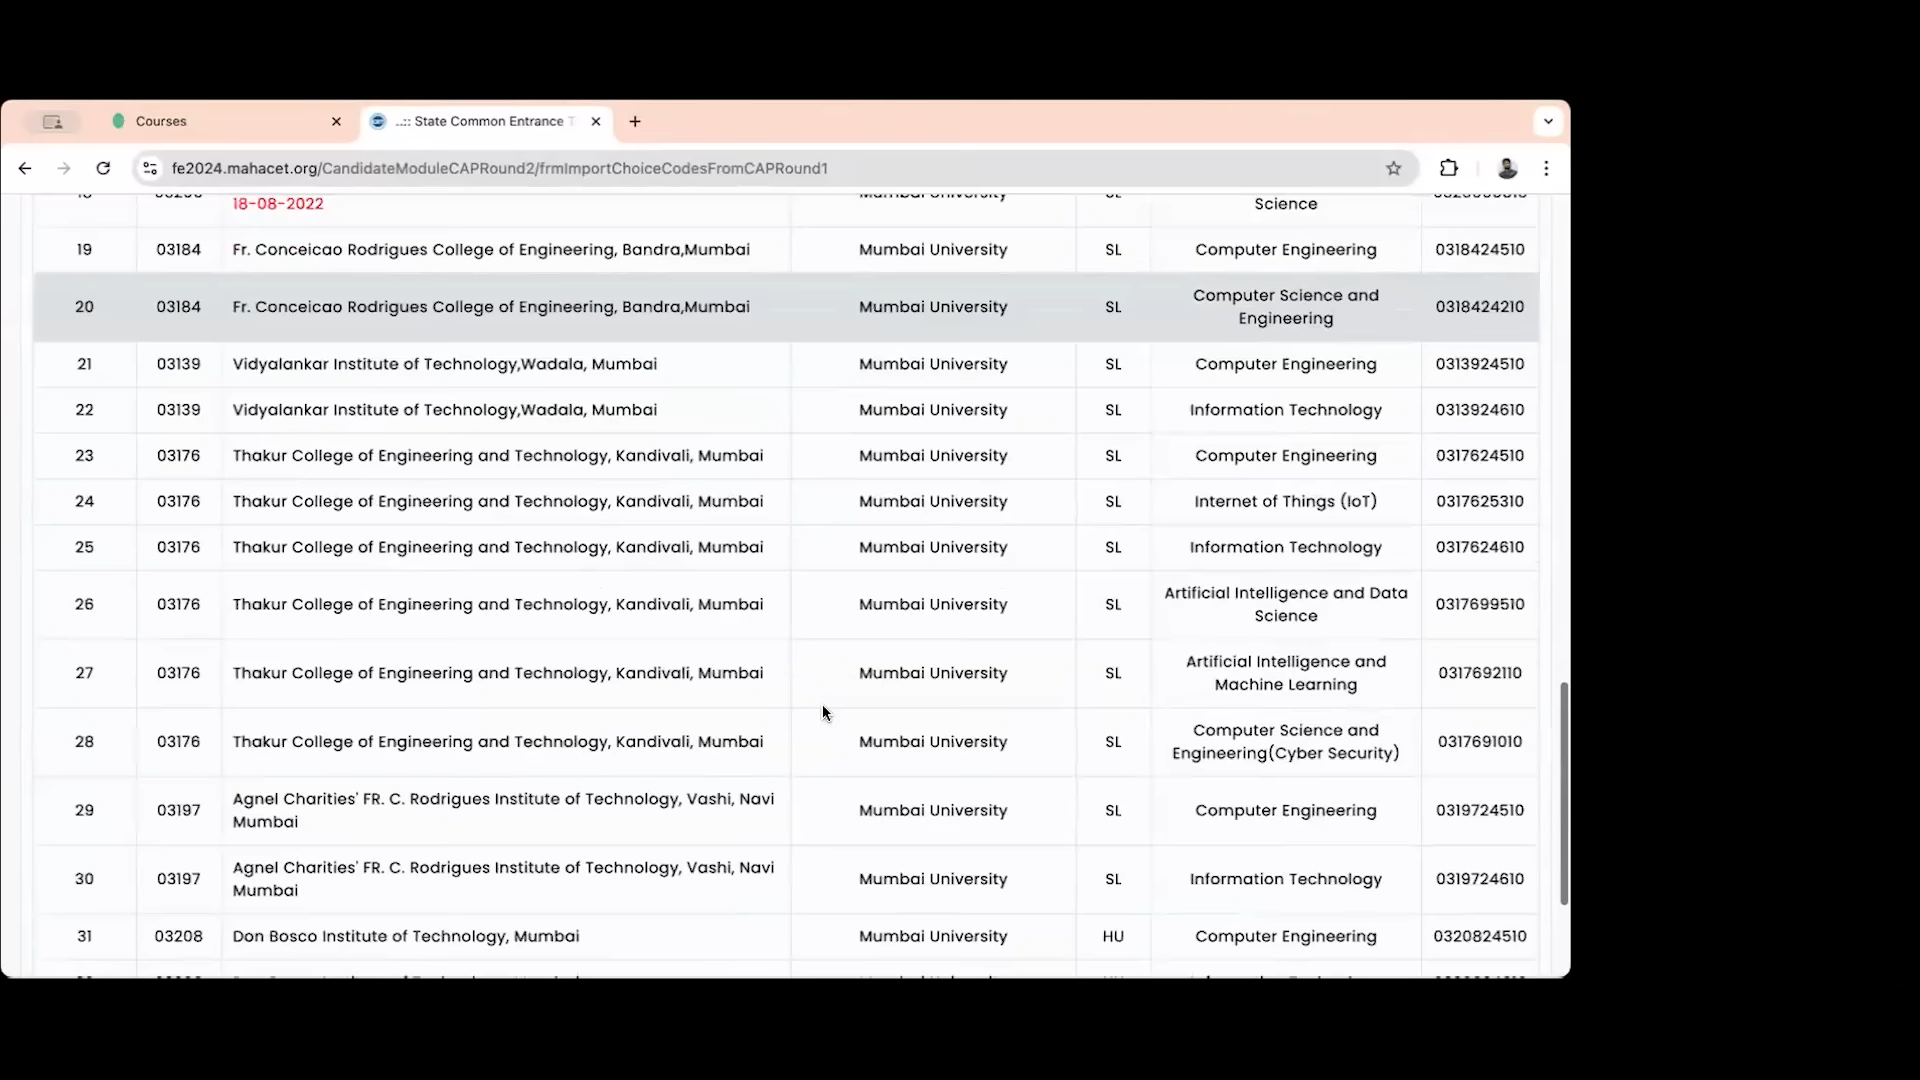 Courses
..:: State Common Entrance T
fe2024.mahacet.org/CandidateModuleCAPRound2/frmImportChoiceCodesFromCAPRound1
18-08-2022 Science
19 03184 Fr. Conceicao Rodrigues College of Engineering, Bandra,Mumbai Mumbai University SL Computer Engineering 0318424510
20 03184 Fr. Conceicao Rodrigues College of Engineering, Bandra,Mumbai Mumbai University SL Computer Science and
Engineering 0318424210
21 03139 Vidyalankar Institute of Technology,Wadala, Mumbai Mumbai University SL Computer Engineering 0313924510
22 03139 Vidyalankar Institute of Technology,Wadala, Mumbai Mumbai University SL Information Technology 0313924610
23 03176 Thakur College of Engineering and Technology, Kandivali, Mumbai Mumbai University SL Computer Engineering 0317624510
24 03176 Thakur College of Engineering and Technology, Kandivali, Mumbai Mumbai University SL Internet of Things (IoT) 0317625310
25 03176 Thakur College of Engineering and Technology, Kandivali, Mumbai Mumbai University SL Information Technology 0317624610
26 03176 Thakur College of Engineering and Technology, Kandivali, Mumbai Mumbai University SL Artificial Intelligence and Data
Science 0317699510
27 03176 Thakur College of Engineering and Technology, Kandivali, Mumbai Mumbai University SL Artificial Intelligence and
Machine Learning 0317692110
28 03176 Thakur College of Engineering and Technology, Kandivali, Mumbai Mumbai University SL Computer Science and
Engineering(Cyber Security) 0317691010
29 03197 Agnel Charities' FR. C. Rodrigues Institute of Technology, Vashi, Navi
Mumbai Mumbai University SL Computer Engineering 0319724510
30 03197 Agnel Charities' FR. C. Rodrigues Institute of Technology, Vashi, Navi
Mumbai Mumbai University SL Information Technology 0319724610
31 03208 Don Bosco Institute of Technology, Mumbai Mumbai University HU Computer Engineering 0320824510